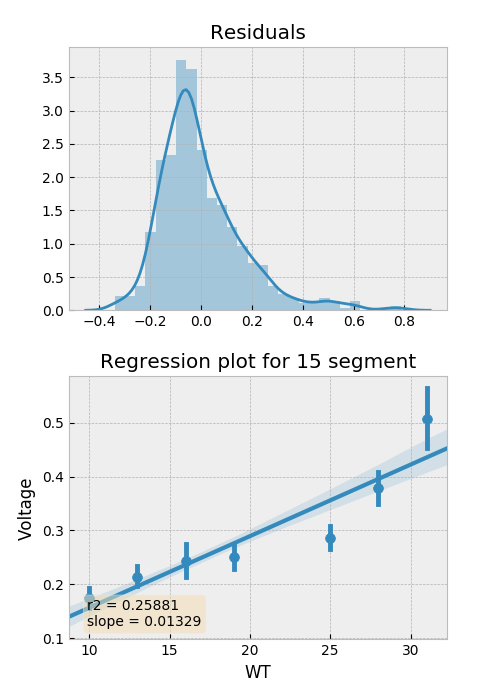 Residuals
3.5
3.0
2.5
2.0
1.5
1.0
0.5
0.0
−0.4 −0.2 0.0 0.2 0.4 0.6 0.8
Regression plot for 15 segment
Voltage
0.5
0.4
0.3
0.2
0.1
r2 = 0.25881
slope = 0.01329
10 15 20 25 30
WT